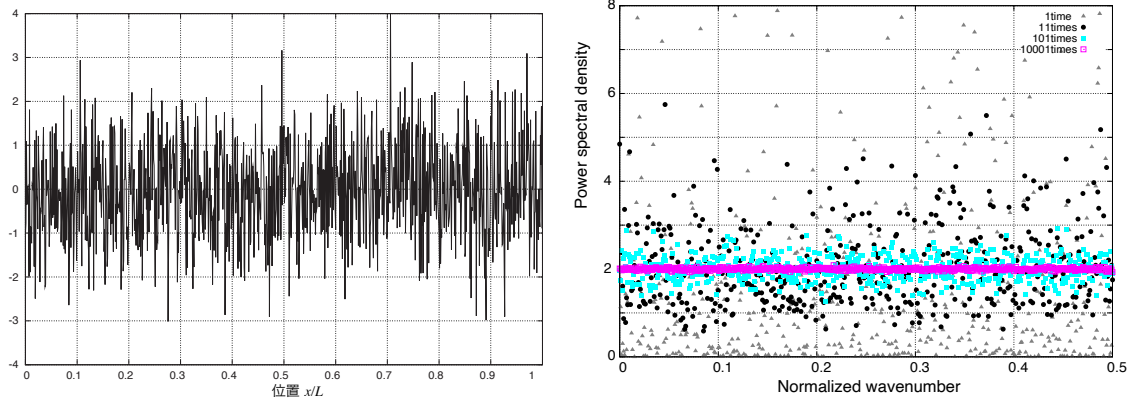 4
3
2
1
0
-1
-2
-3
-4
0 0.1 0.2 0.3 0.4 0.5 0.6 0.7 0.8 0.9 1
位置 x/L
Power spectral density
8
6
4
2
0
1time
11times
101times
10001times
0 0.1 0.2 0.3 0.4 0.5
Normalized wavenumber